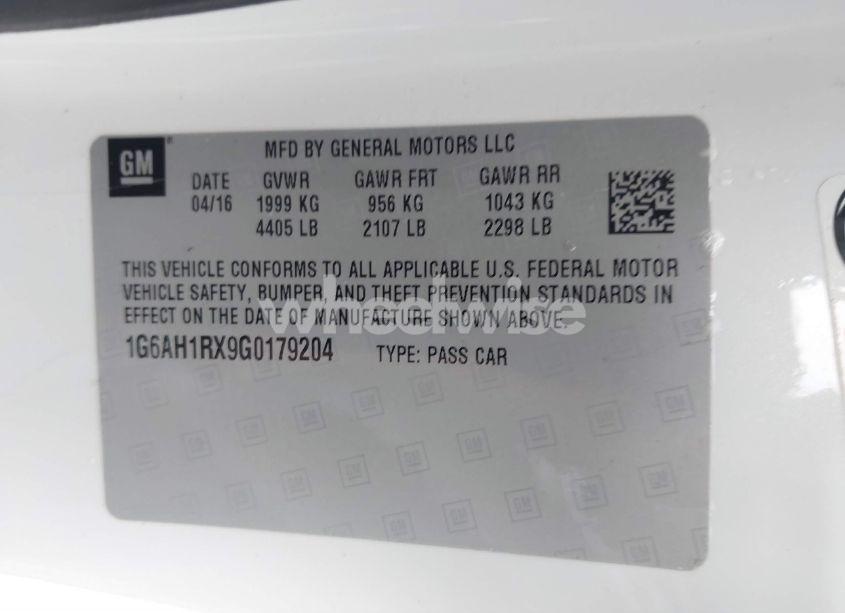 GM
MFD BY GENERAL MOTORS LLC
DATE GVWR GAWR FRT GAWR RR
04/16 1999 KG 956 KG 1043 KG
4405 LB 2107 LB 2298 LB
THIS VEHICLE CONFORMS TO ALL APPLICABLE U.S. FEDERAL MOTOR
VEHICLE SAFETY, BUMPER, AND THEFT PREVENTION STANDARDS IN
EFFECT ON THE DATE OF MANUFACTURE SHOWN ABOVE.
1G6AH1RX9G0179204 TYPE: PASS CAR
wheelwise